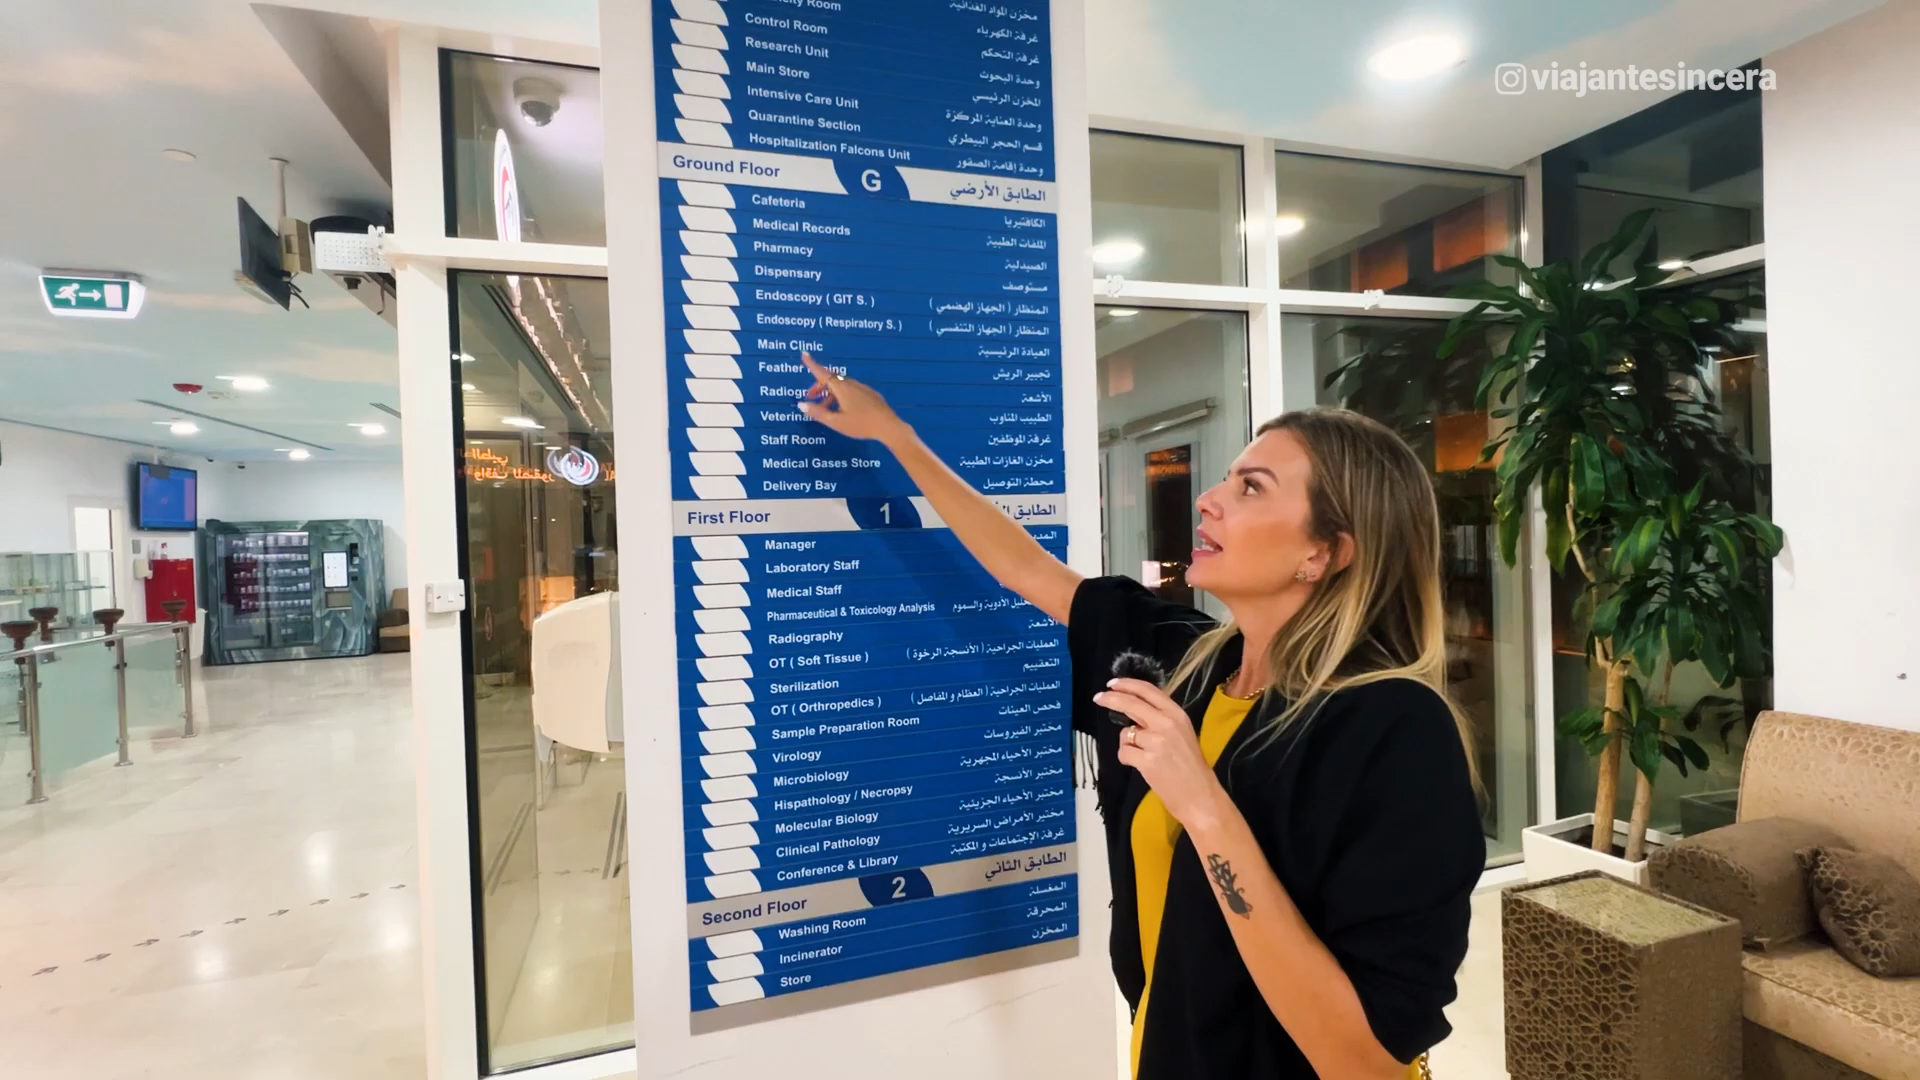 viajantesincera
city Room
مخزن المواد الغذائية
Control Room
غرفة الكهرباء
Research Unit
غرفة التحكم
Main Store
وحدة البحوث
Intensive Care Unit
المخزن الرئيسي
Quarantine Section
وحدة العناية المركزة
Hospitalization Falcons Unit
قسم الحجر البيطري
وحدة إقامة الصقور
Ground Floor G الطابق الأرضي
Cafeteria الكافتيريا
Medical Records الملفات الطبية
Pharmacy الصيدلية
Dispensary مستوصف
Endoscopy ( GIT S. ) المنظار ( الجهاز الهضمي )
Endoscopy ( Respiratory S. ) المنظار ( الجهاز التنفسي )
Main Clinic العيادة الرئيسية
Feather تجبير الريش
الأشعة
الطبيب المناوب
Staff Room غرفة الموظفين
Medical Gases Store مخزن الغازات الطبية
Delivery Bay محطة التوصيل
First Floor 1 الطابق
Manager
Laboratory Staff
Medical Staff
Pharmaceutical & Toxicology Analysis تحليل الأدوية والسموم
Radiography الأشعة
OT ( Soft Tissue ) العمليات الجراحية ( الأنسجة الرخوة )
Sterilization التعقييم
OT ( Orthropedics ) العمليات الجراحية ( العظام و المفاصل )
Sample Preparation Room فحص العينات
Virology مختبر الفيروسات
Microbiology مختبر الأحياء المجهرية
Hispathology / Necropsy مختبر الأنسجة
Molecular Biology مختبر الأحياء الجزيئية
Clinical Pathology مختبر الأمراض السريرية
Conference & Library غرفة الإجتماعات و المكتبة
Second Floor 2 الطابق الثاني
Washing Room المغسلة
Incinerator المحرقة
Store المخزن